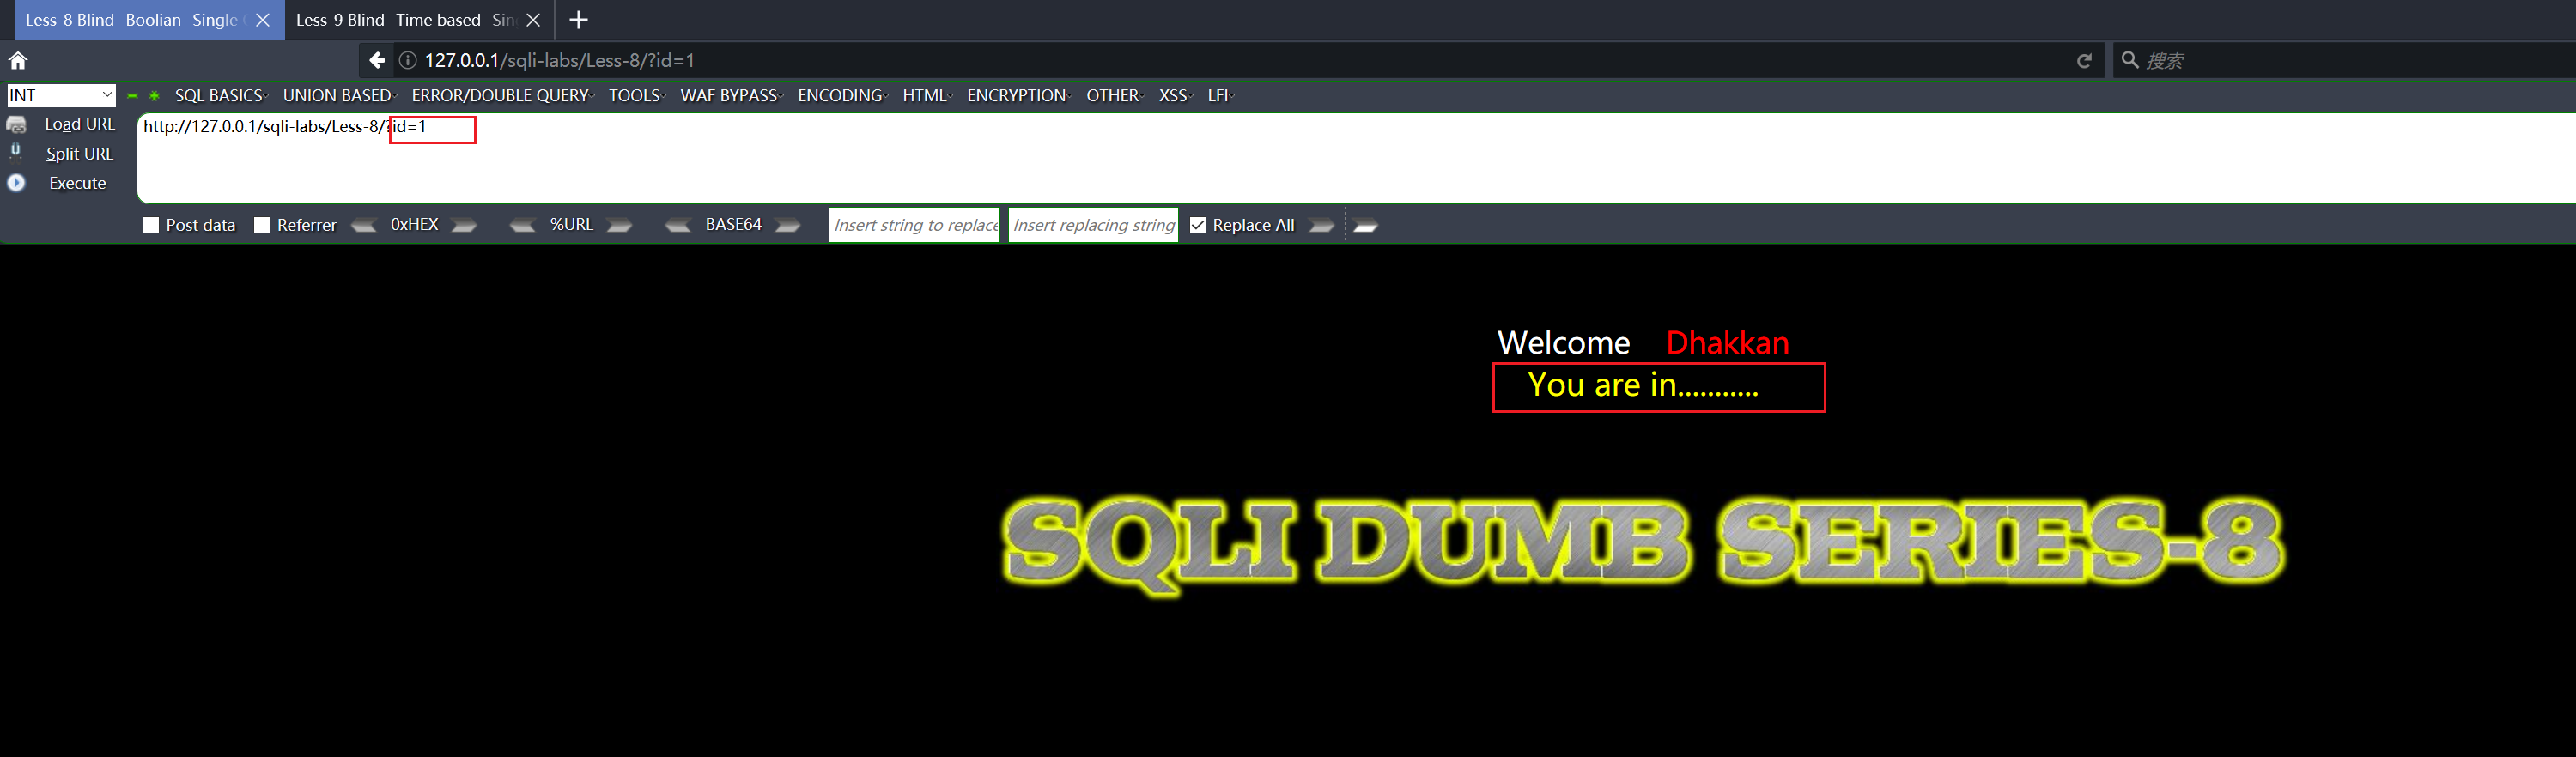 Less-8 Blind- Boolian- Single Less-9 Blind- Time based- Sin
127.0.0.1/sqli-labs/Less-8/?id=1 搜索
INT SQL BASICS UNION BASED ERROR/DOUBLE QUERY TOOLS WAF BYPASS ENCODING HTML ENCRYPTION OTHER XSS LFI
Load URL http://127.0.0.1/sqli-labs/Less-8/?id=1
Split URL
Execute
Post data Referrer 0xHEX %URL BASE64 Insert string to replace Insert replacing string Replace All
Welcome Dhakkan
You are in...........
SQLI DUMB SERIES-8